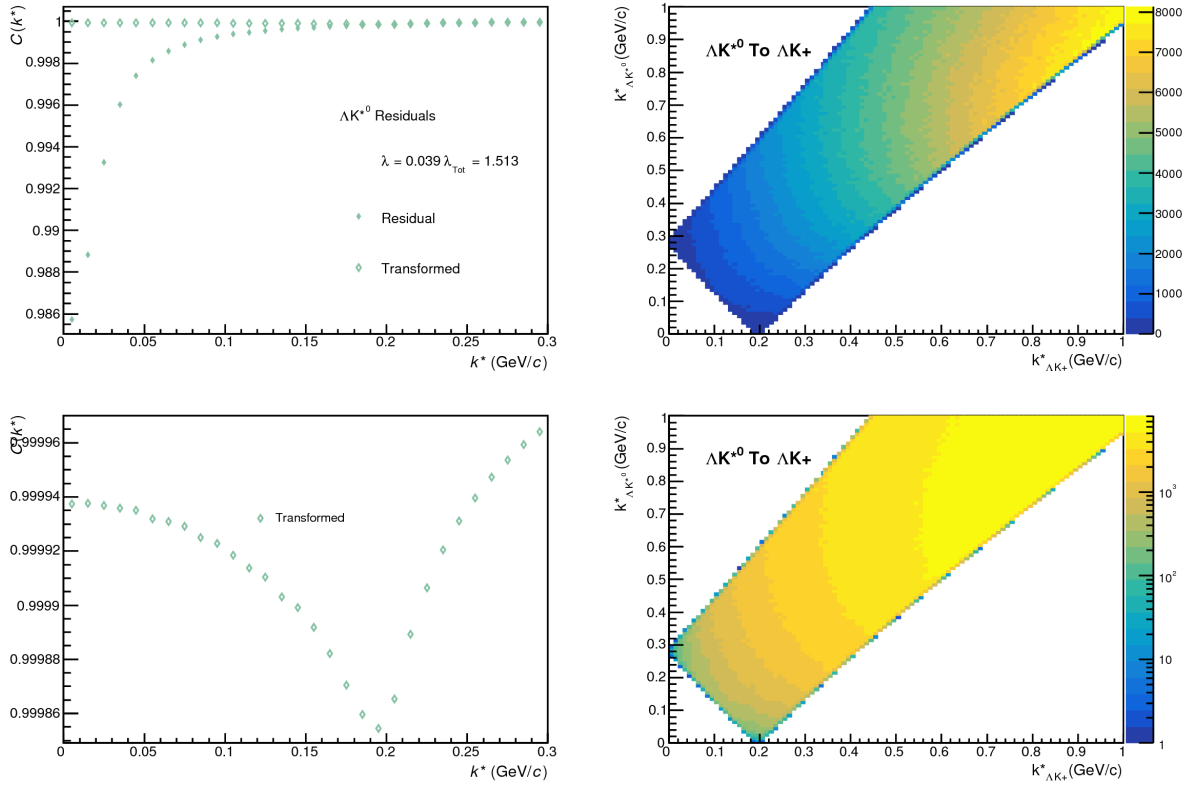 C(k*)
1
0.998
0.996
0.994
0.992
0.99
0.988
0.986
ΛK*⁰ Residuals
λ = 0.039 λ_Tot = 1.513
Residual
Transformed
0 0.05 0.1 0.15 0.2 0.25 0.3
k* (GeV/c)
k*_ΛK*⁰ (GeV/c)
1
0.9
0.8
0.7
0.6
0.5
0.4
0.3
0.2
0.1
0
ΛK*⁰ To ΛK+
0.1 0.2 0.3 0.4 0.5 0.6 0.7 0.8 0.9 1
k*_ΛK+ (GeV/c)
8000
7000
6000
5000
4000
3000
2000
1000
0
C(k*)
0.99996
0.99994
0.99992
0.9999
0.99988
0.99986
Transformed
0 0.05 0.1 0.15 0.2 0.25 0.3
k* (GeV/c)
k*_ΛK*⁰ (GeV/c)
1
0.9
0.8
0.7
0.6
0.5
0.4
0.3
0.2
0.1
0
ΛK*⁰ To ΛK+
0.1 0.2 0.3 0.4 0.5 0.6 0.7 0.8 0.9 1
k*_ΛK+ (GeV/c)
10³
10²
10
1